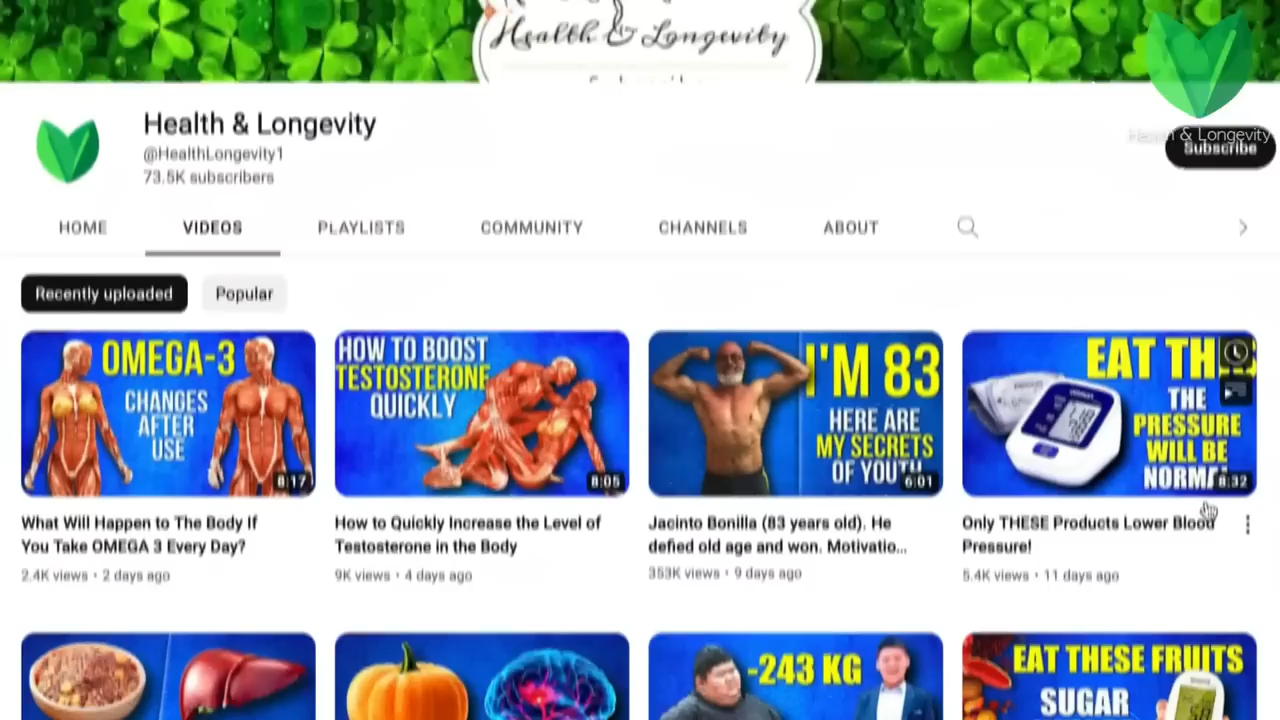 Health & Longevity
Health & Longevity
@HealthLongevity1
73.5K subscribers
Health & Longevity
Subscribe
HOME
VIDEOS
PLAYLISTS
COMMUNITY
CHANNELS
ABOUT
Recently uploaded
Popular
OMEGA-3
CHANGES
AFTER
USE
8:17
HOW TO BOOST
TESTOSTERONE
QUICKLY
8:05
I'M 83
HERE ARE
MY SECRETS
OF YOUTH
6:01
EAT
THE
PRESSURE
WILL BE
8:32
What Will Happen to The Body If
You Take OMEGA 3 Every Day?
2.4K views • 2 days ago
How to Quickly Increase the Level of
Testosterone in the Body
9K views • 4 days ago
Jacinto Bonilla (83 years old). He
defied old age and won. Motivatio...
353K views • 9 days ago
Only THESE Products Lower Blood
Pressure!
5.4K views • 11 days ago
-243 KG
EAT THESE FRUITS
SUGAR